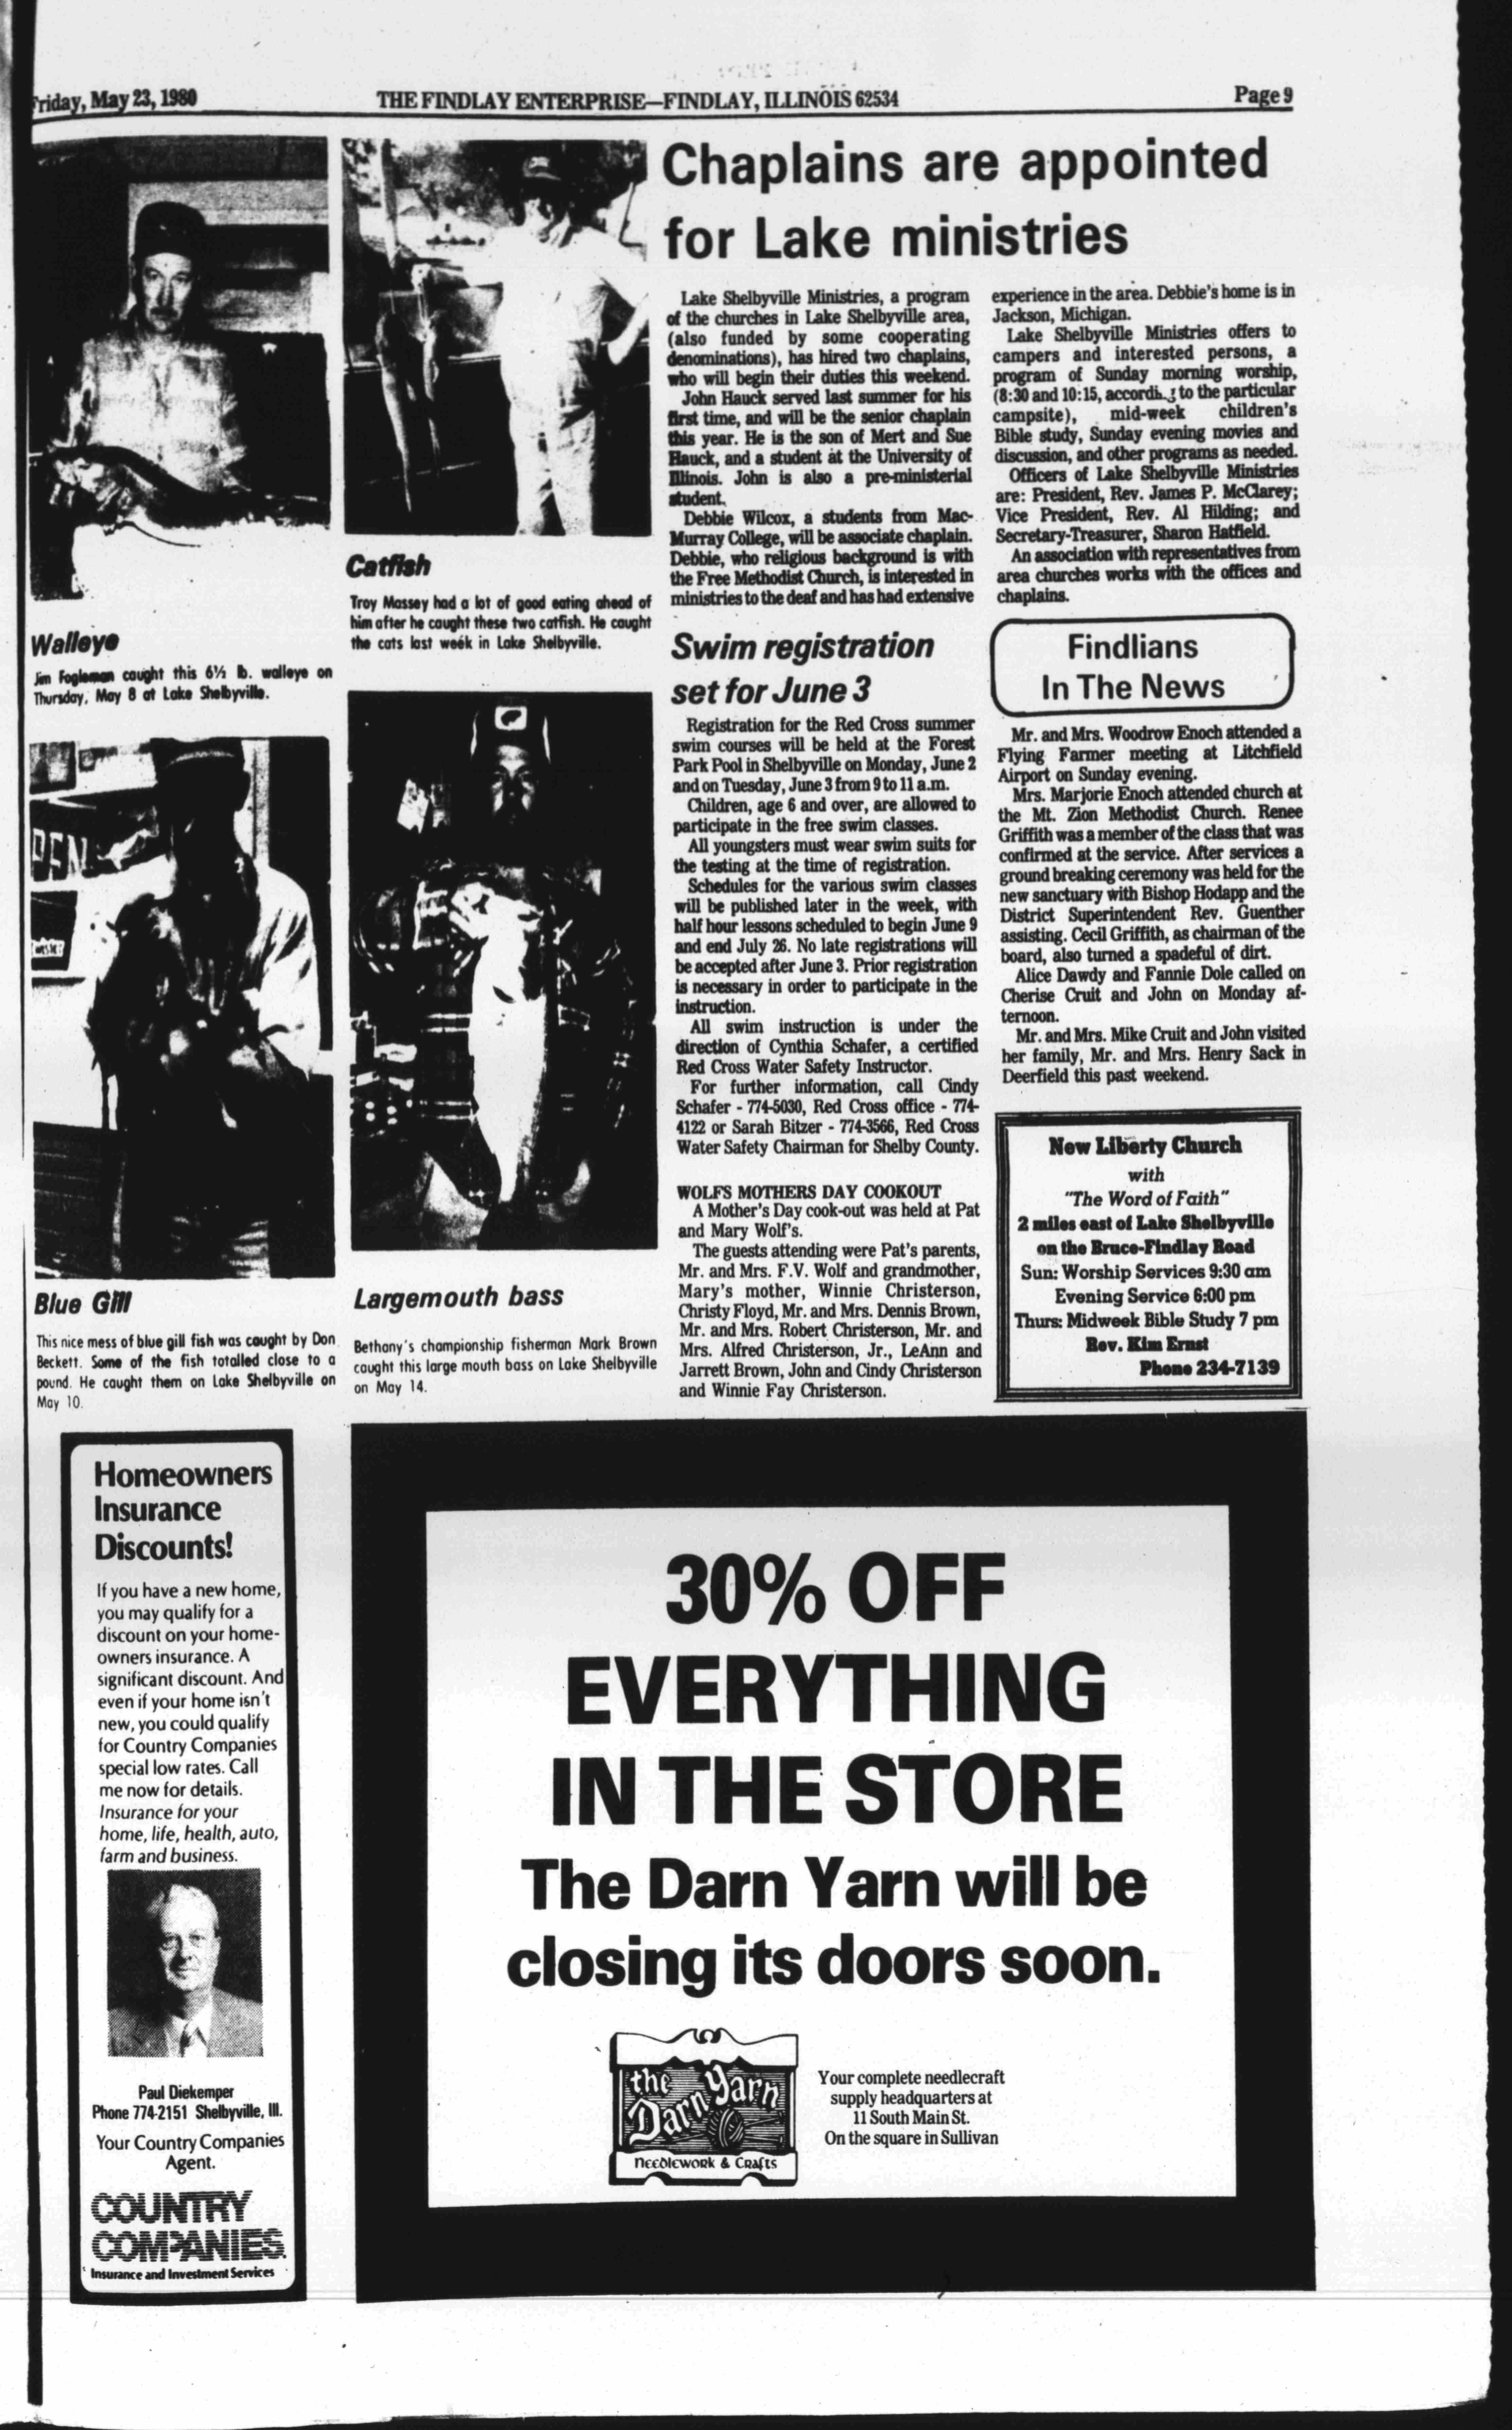 Friday, May 23, 1980
THE FINDLAY ENTERPRISE—FINDLAY, ILLINOIS 62534
Page 9
Walleye
Jim Fogleman caught this 6½ lb. walleye on
Thursday, May 8 at Lake Shelbyville.
Catfish
Troy Massey had a lot of good eating ahead of
him after he caught these two catfish. He caught
the cats last week in Lake Shelbyville.
Blue Gill
This nice mess of blue gill fish was caught by Don
Beckett. Some of the fish totalled close to a
pound. He caught them on Lake Shelbyville on
May 10.
Largemouth bass
Bethany's championship fisherman Mark Brown
caught this large mouth bass on Lake Shelbyville
on May 14.
Chaplains are appointed
for Lake ministries
Lake Shelbyville Ministries, a program
of the churches in Lake Shelbyville area,
(also funded by some cooperating
denominations), has hired two chaplains,
who will begin their duties this weekend.
John Hauck served last summer for his
first time, and will be the senior chaplain
this year. He is the son of Mert and Sue
Hauck, and a student at the University of
Illinois. John is also a pre-ministerial
student.
Debbie Wilcox, a students from Mac-
Murray College, will be associate chaplain.
Debbie, who religious background is with
the Free Methodist Church, is interested in
ministries to the deaf and has had extensive
experience in the area. Debbie's home is in
Jackson, Michigan.
Lake Shelbyville Ministries offers to
campers and interested persons, a
program of Sunday morning worship,
(8:30 and 10:15, to the particular
campsite), mid-week children's
Bible study, Sunday evening movies and
discussion, and other programs as needed.
Officers of Lake Shelbyville Ministries
are: President, Rev. James P. McClarey;
Vice President, Rev. Al Hilding; and
Secretary-Treasurer, Sharon Hatfield.
An association with representatives from
area churches works with the offices and
chaplains.
Swim registration
set for June 3
Registration for the Red Cross summer
swim courses will be held at the Forest
Park Pool in Shelbyville on Monday, June 2
and on Tuesday, June 3 from 9 to 11 a.m.
Children, age 6 and over, are allowed to
participate in the free swim classes.
All youngsters must wear swim suits for
the testing at the time of registration.
Schedules for the various swim classes
will be published later in the week, with
half hour lessons scheduled to begin June 9
and end July 26. No late registrations will
be accepted after June 3. Prior registration
is necessary in order to participate in the
instruction.
All swim instruction is under the
direction of Cynthia Schafer, a certified
Red Cross Water Safety Instructor.
For further information, call Cindy
Schafer - 774-5030, Red Cross office - 774-
4122 or Sarah Bitzer - 774-3566, Red Cross
Water Safety Chairman for Shelby County.
WOLFS MOTHERS DAY COOKOUT
A Mother's Day cook-out was held at Pat
and Mary Wolf's.
The guests attending were Pat's parents,
Mr. and Mrs. F.V. Wolf and grandmother,
Mary's mother, Winnie Christerson,
Christy Floyd, Mr. and Mrs. Dennis Brown,
Mr. and Mrs. Robert Christerson, Mr. and
Mrs. Alfred Christerson, Jr., LeAnn and
Jarrett Brown, John and Cindy Christerson
and Winnie Fay Christerson.
Findlians
In The News
Mr. and Mrs. Woodrow Enoch attended a
Flying Farmer meeting at Litchfield
Airport on Sunday evening.
Mrs. Marjorie Enoch attended church at
the Mt. Zion Methodist Church. Renee
Griffith was a member of the class that was
confirmed at the service. After services a
ground breaking ceremony was held for the
new sanctuary with Bishop Hodapp and the
District Superintendent Rev. Guenther
assisting. Cecil Griffith, as chairman of the
board, also turned a spadeful of dirt.
Alice Dawdy and Fannie Dole called on
Cherise Cruit and John on Monday af-
ternoon.
Mr. and Mrs. Mike Cruit and John visited
her family, Mr. and Mrs. Henry Sack in
Deerfield this past weekend.
New Liberty Church
with
"The Word of Faith"
2 miles east of Lake Shelbyville
on the Bruce-Findlay Road
Sun: Worship Services 9:30 am
Evening Service 6:00 pm
Thurs: Midweek Bible Study 7 pm
Rev. Kim Ernst
Phone 234-7139
Homeowners
Insurance
Discounts!
If you have a new home,
you may qualify for a
discount on your home-
owners insurance. A
significant discount. And
even if your home isn't
new, you could qualify
for Country Companies
special low rates. Call
me now for details.
Insurance for your
home, life, health, auto,
farm and business.
Paul Diekemper
Phone 774-2151 Shelbyville, Ill.
Your Country Companies
Agent.
COUNTRY
COMPANIES
Insurance and Investment Services
30% OFF
EVERYTHING
IN THE STORE
The Darn Yarn will be
closing its doors soon.
the
Darn Yarn
Needlework & Crafts
Your complete needlecraft
supply headquarters at
11 South Main St.
On the square in Sullivan